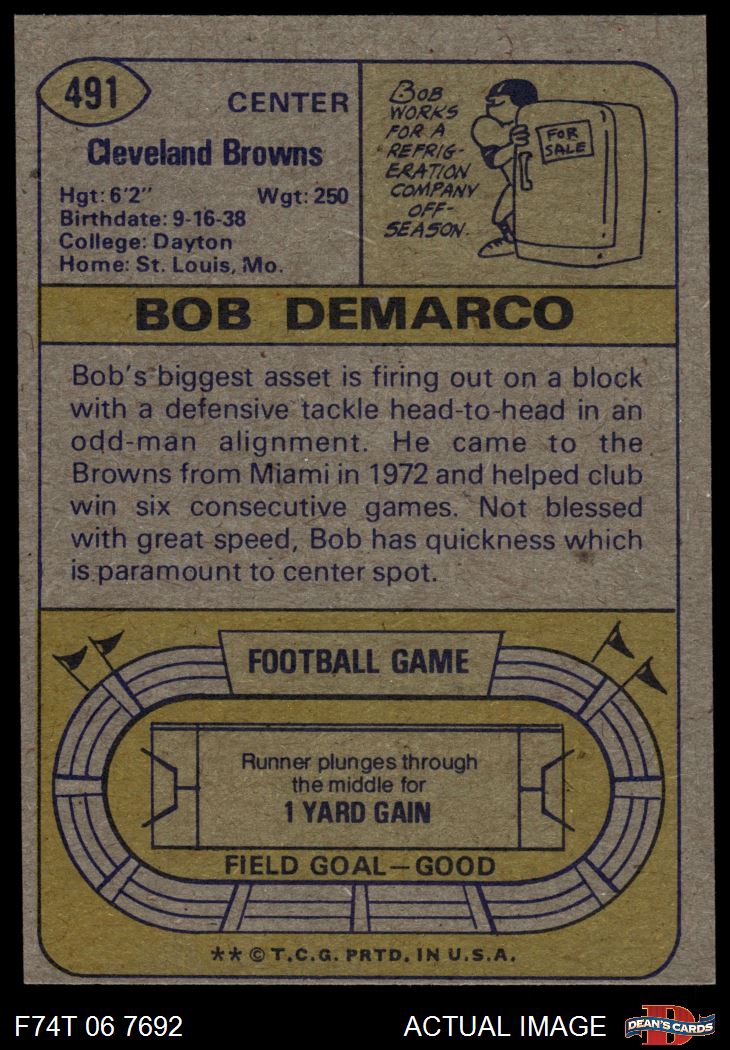 491
CENTER
Cleveland Browns
Hgt: 6'2" Wgt: 250
Birthdate: 9-16-38
College: Dayton
Home: St. Louis, Mo.
BOB
WORKS
FOR A
REFRIG-
ERATION
COMPANY
OFF-
SEASON.
FOR
SALE
BOB DEMARCO
Bob's biggest asset is firing out on a block
with a defensive tackle head-to-head in an
odd-man alignment. He came to the
Browns from Miami in 1972 and helped club
win six consecutive games. Not blessed
with great speed, Bob has quickness which
is paramount to center spot.
FOOTBALL GAME
Runner plunges through
the middle for
1 YARD GAIN
FIELD GOAL—GOOD
** © T.C.G. PRTD. IN U.S.A.
F74T 06 7692
ACTUAL IMAGE
D
DEAN'S CARDS